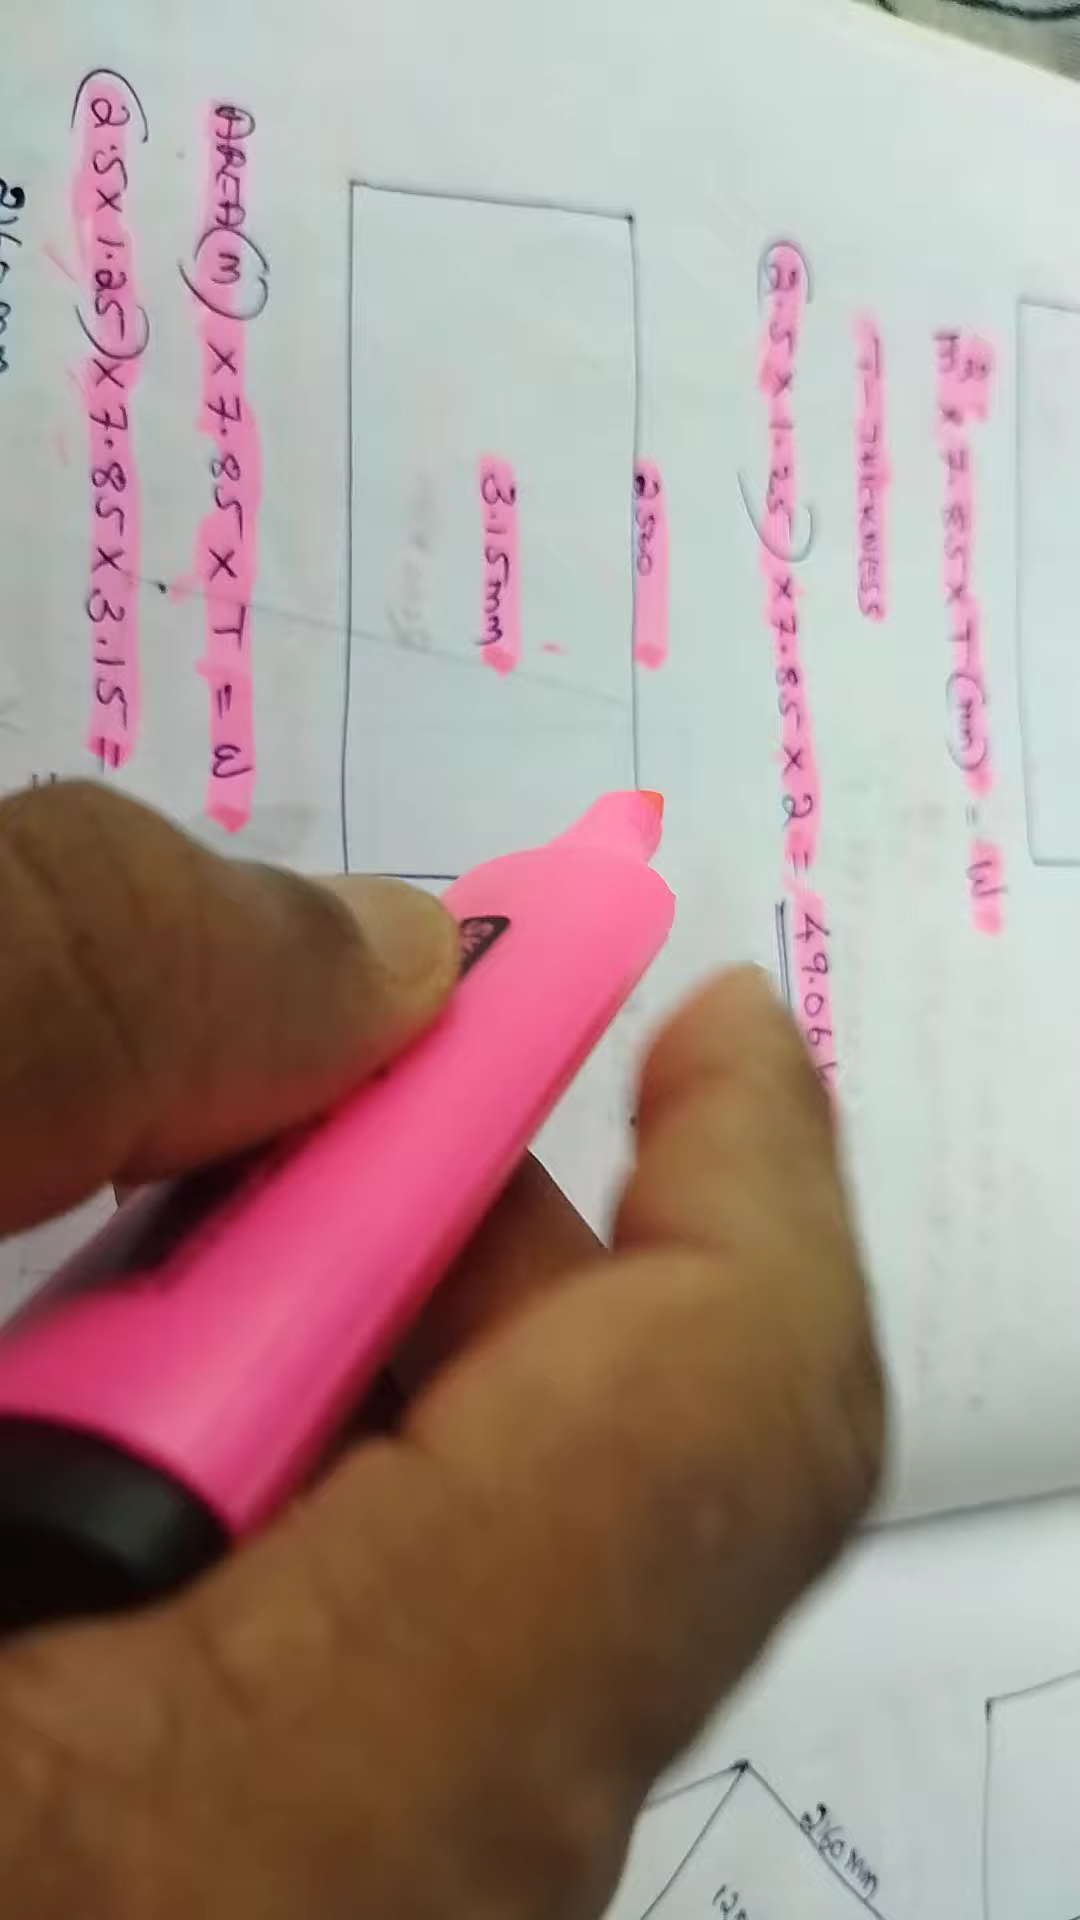 m² x 7.85 x T(mm) = W
T-THICKNESS
(2.5 x 1.25) x 7.85 x 2 = 49.06
2500
3.15mm
AREA(m²) x 7.85 x T = W
(2.5 x 1.25) x 7.85 x 3.15 =
260 mm